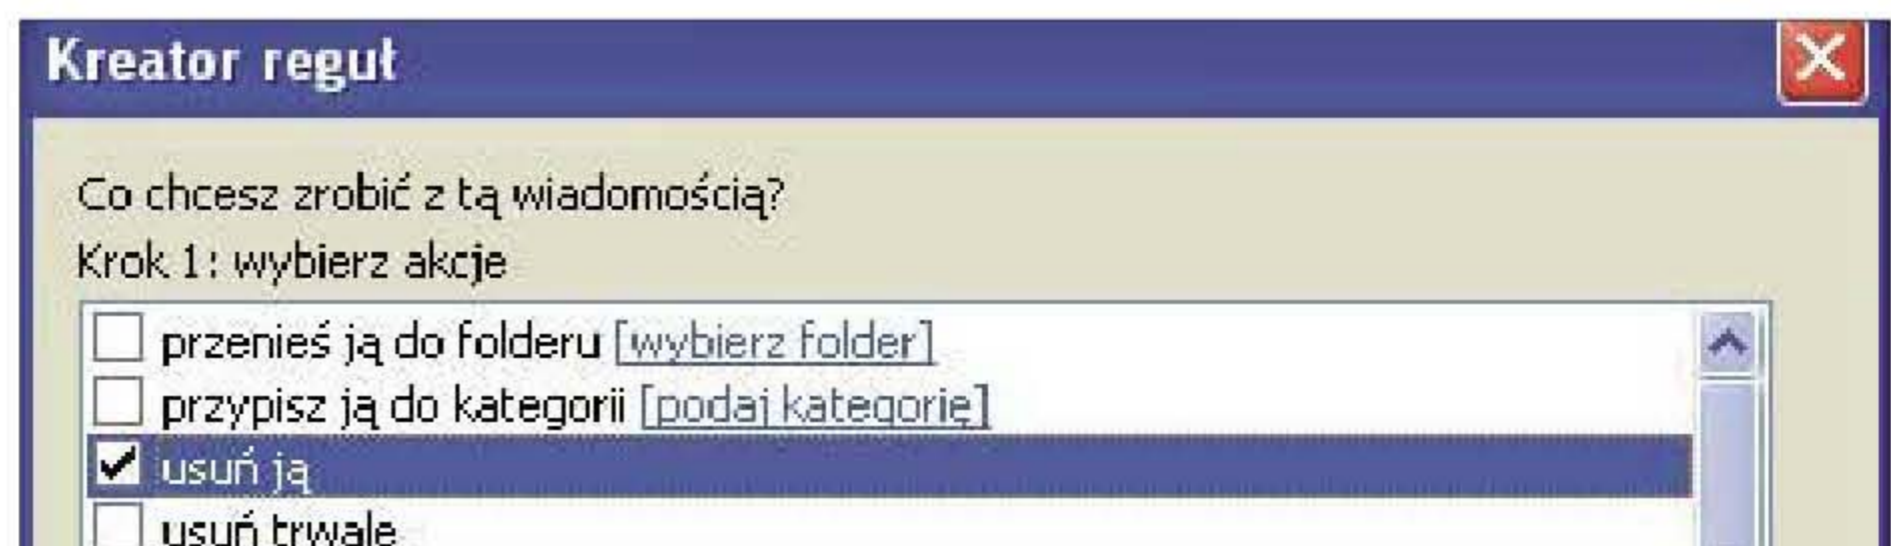 Kreator reguł
Co chcesz zrobić z tą wiadomością?
Krok 1: wybierz akcje
przenieś ją do folderu [wybierz folder]
przypisz ją do kategorii [podaj kategorię]
usuń ją
usuń trwale